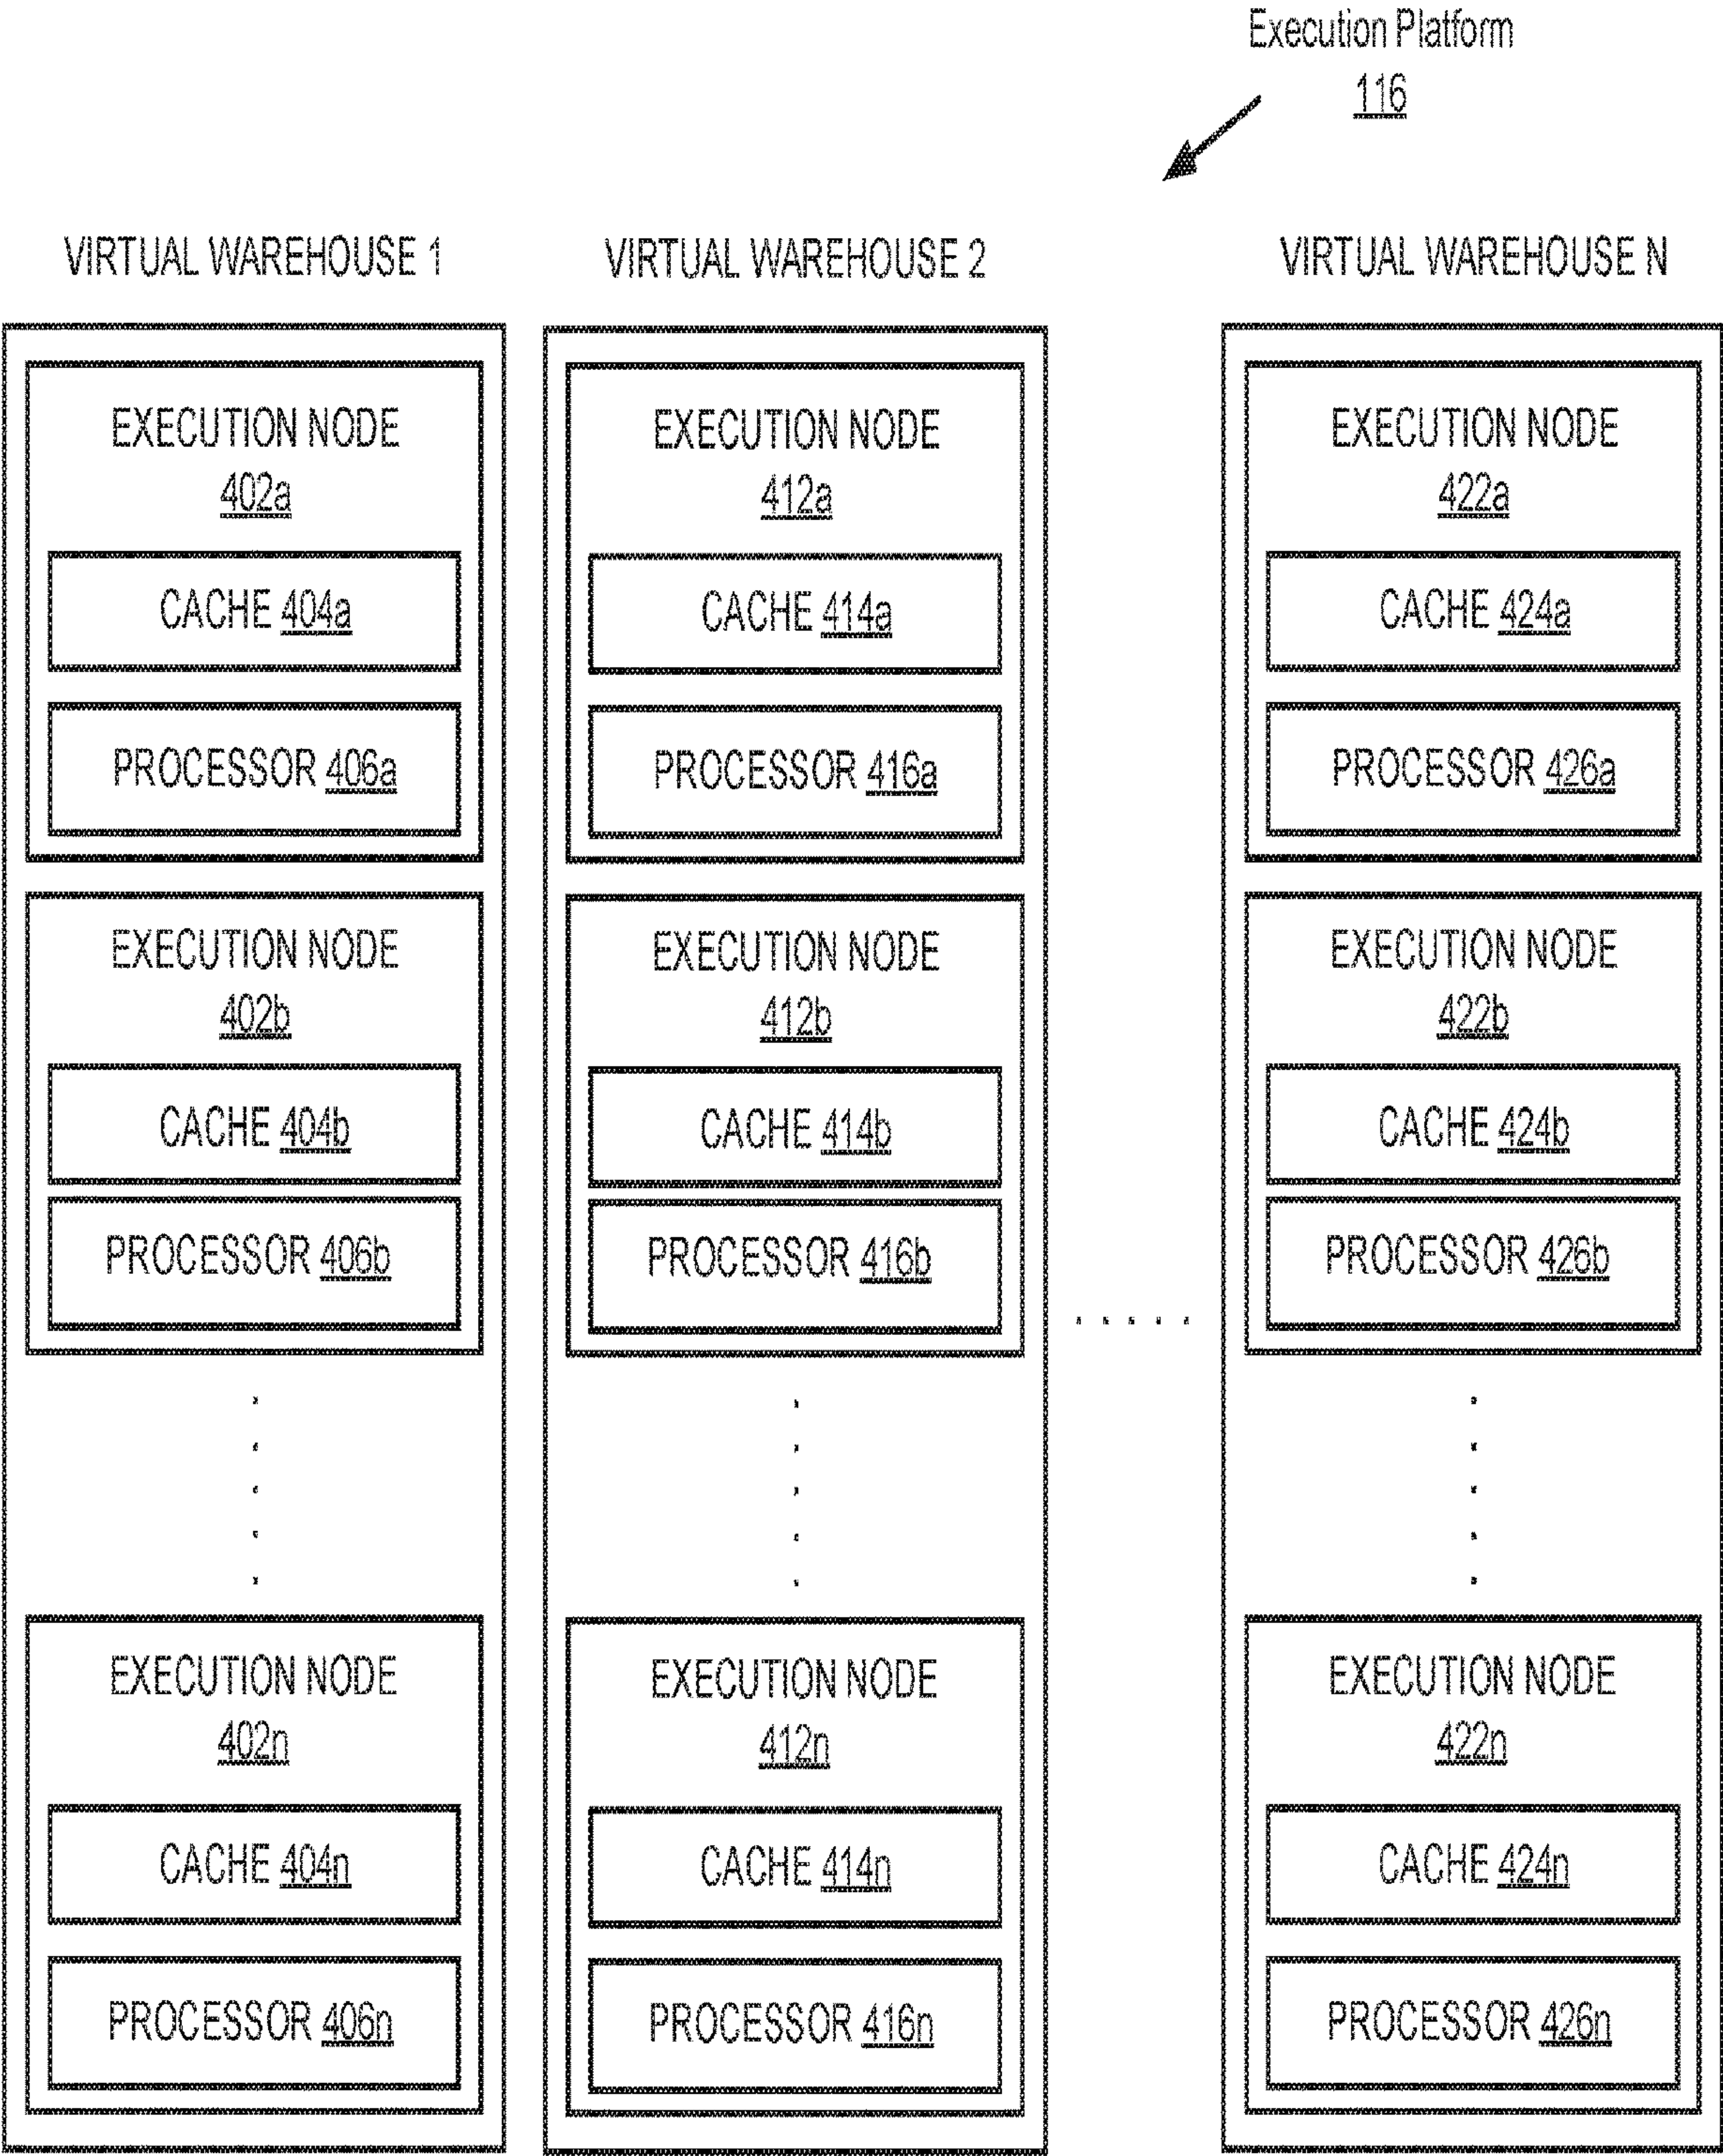 Execution Platform
116
VIRTUAL WAREHOUSE 1
EXECUTION NODE
402a
CACHE 404a
PROCESSOR 406a
EXECUTION NODE
402b
CACHE 404b
PROCESSOR 406b
EXECUTION NODE
402n
CACHE 404n
PROCESSOR 406n
VIRTUAL WAREHOUSE 2
EXECUTION NODE
412a
CACHE 414a
PROCESSOR 416a
EXECUTION NODE
412b
CACHE 414b
PROCESSOR 416b
EXECUTION NODE
412n
CACHE 414n
PROCESSOR 416n
VIRTUAL WAREHOUSE N
EXECUTION NODE
422a
CACHE 424a
PROCESSOR 426a
EXECUTION NODE
422b
CACHE 424b
PROCESSOR 426b
EXECUTION NODE
422n
CACHE 424n
PROCESSOR 426n